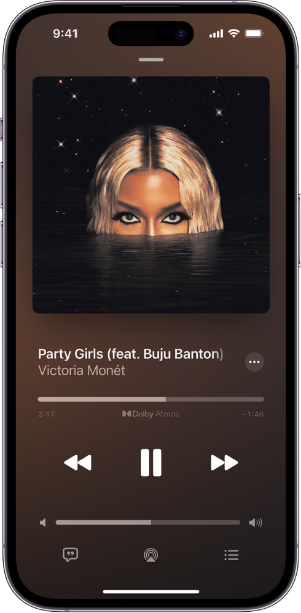 9:41
Party Girls (feat. Buju Banton)
Victoria Monét
2:17 Dolby Atmos -1:46